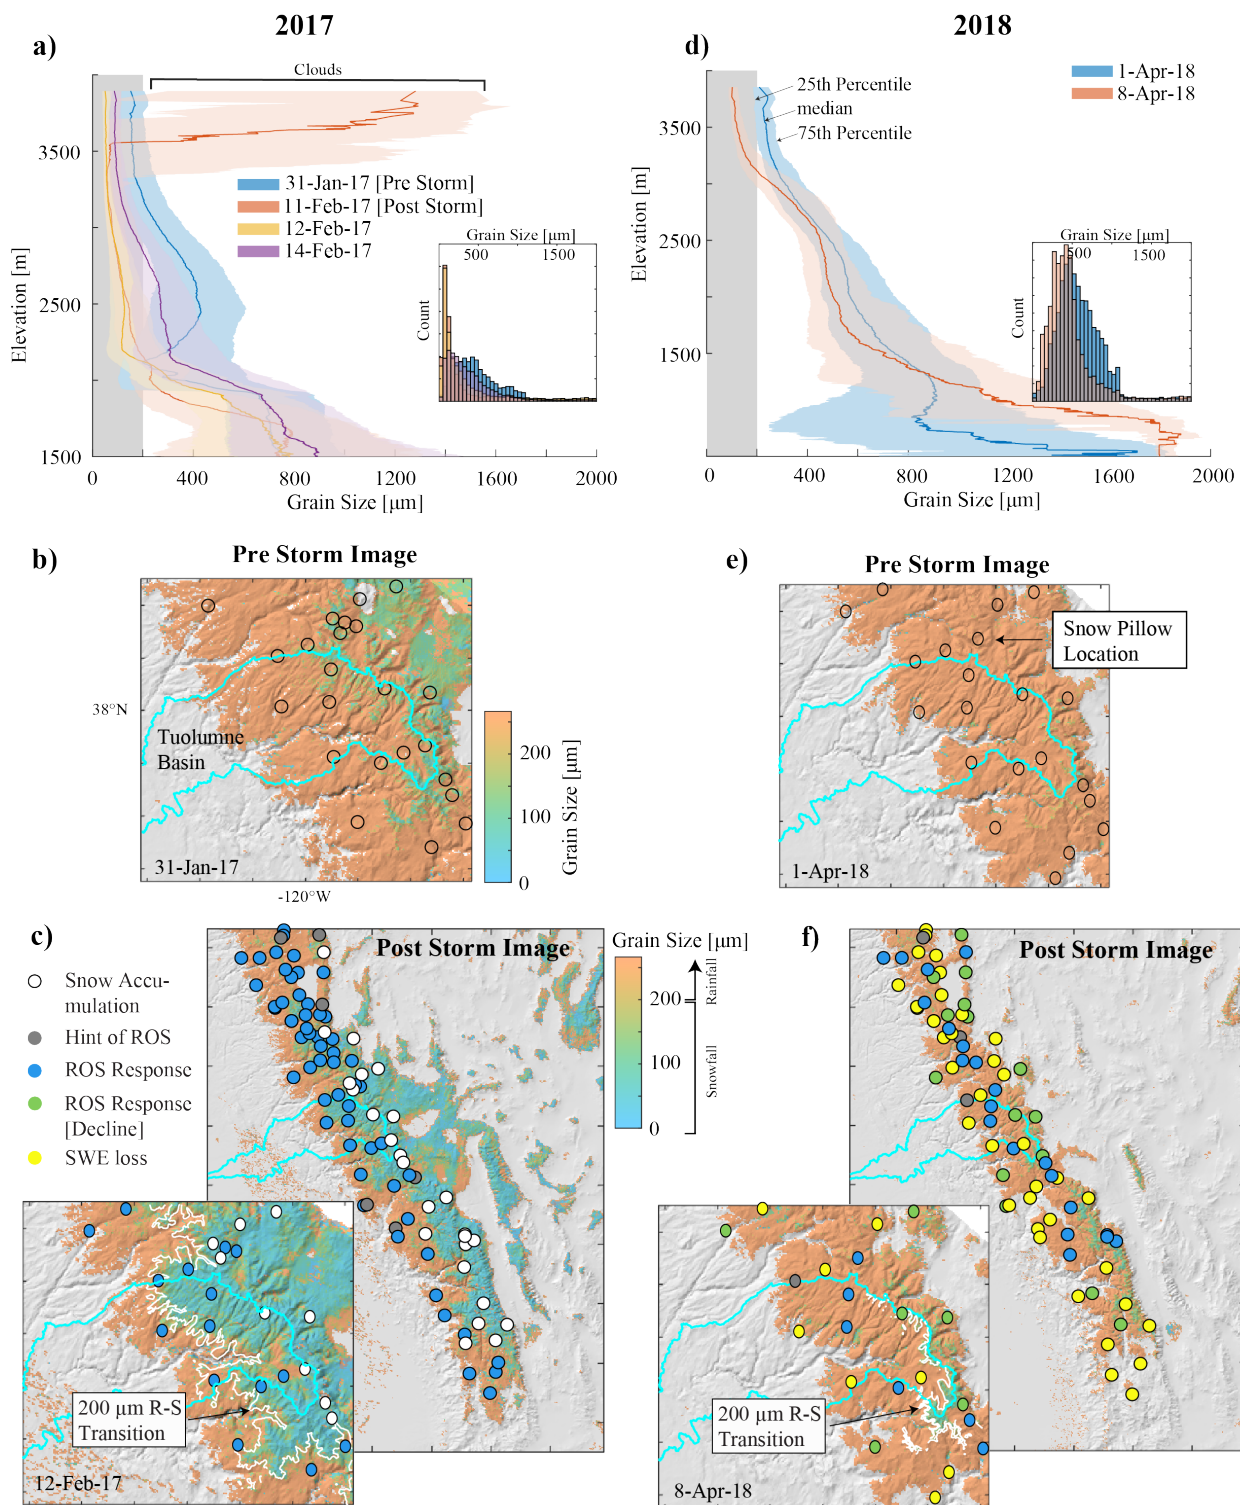 2017
2018
a)
Clouds
3500
2500
1500
Elevation [m]
31-Jan-17 [Pre Storm]
11-Feb-17 [Post Storm]
12-Feb-17
14-Feb-17
Grain Size [µm]
500
1500
Count
0
400
800
1200
1600
2000
Grain Size [µm]
d)
1-Apr-18
8-Apr-18
25th Percentile
median
75th Percentile
3500
2500
1500
Elevation [m]
Grain Size [µm]
500
1500
Count
0
400
800
1200
1600
2000
Grain Size [µm]
b)
Pre Storm Image
38°N
Tuolumne
Basin
31-Jan-17
-120°W
200
100
0
Grain Size [µm]
e)
Pre Storm Image
Snow Pillow
Location
1-Apr-18
c)
Post Storm Image
Snow Accu-
mulation
Hint of ROS
ROS Response
ROS Response
[Decline]
SWE loss
200 µm R-S
Transition
12-Feb-17
Grain Size [µm]
200
100
0
Rainfall
Snowfall
f)
Post Storm Image
200 µm R-S
Transition
8-Apr-18